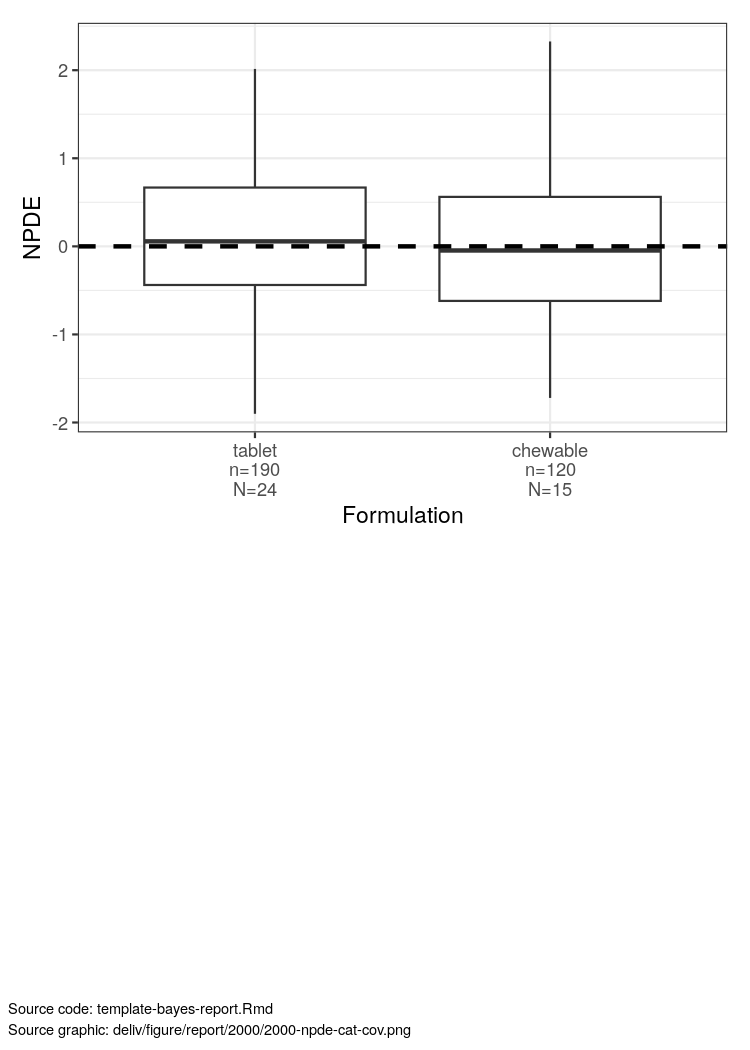 2
1
0
-1
-2
NPDE
tablet
n=190
N=24
chewable
n=120
N=15
Formulation
Source code: template-bayes-report.Rmd
Source graphic: deliv/figure/report/2000/2000-npde-cat-cov.png